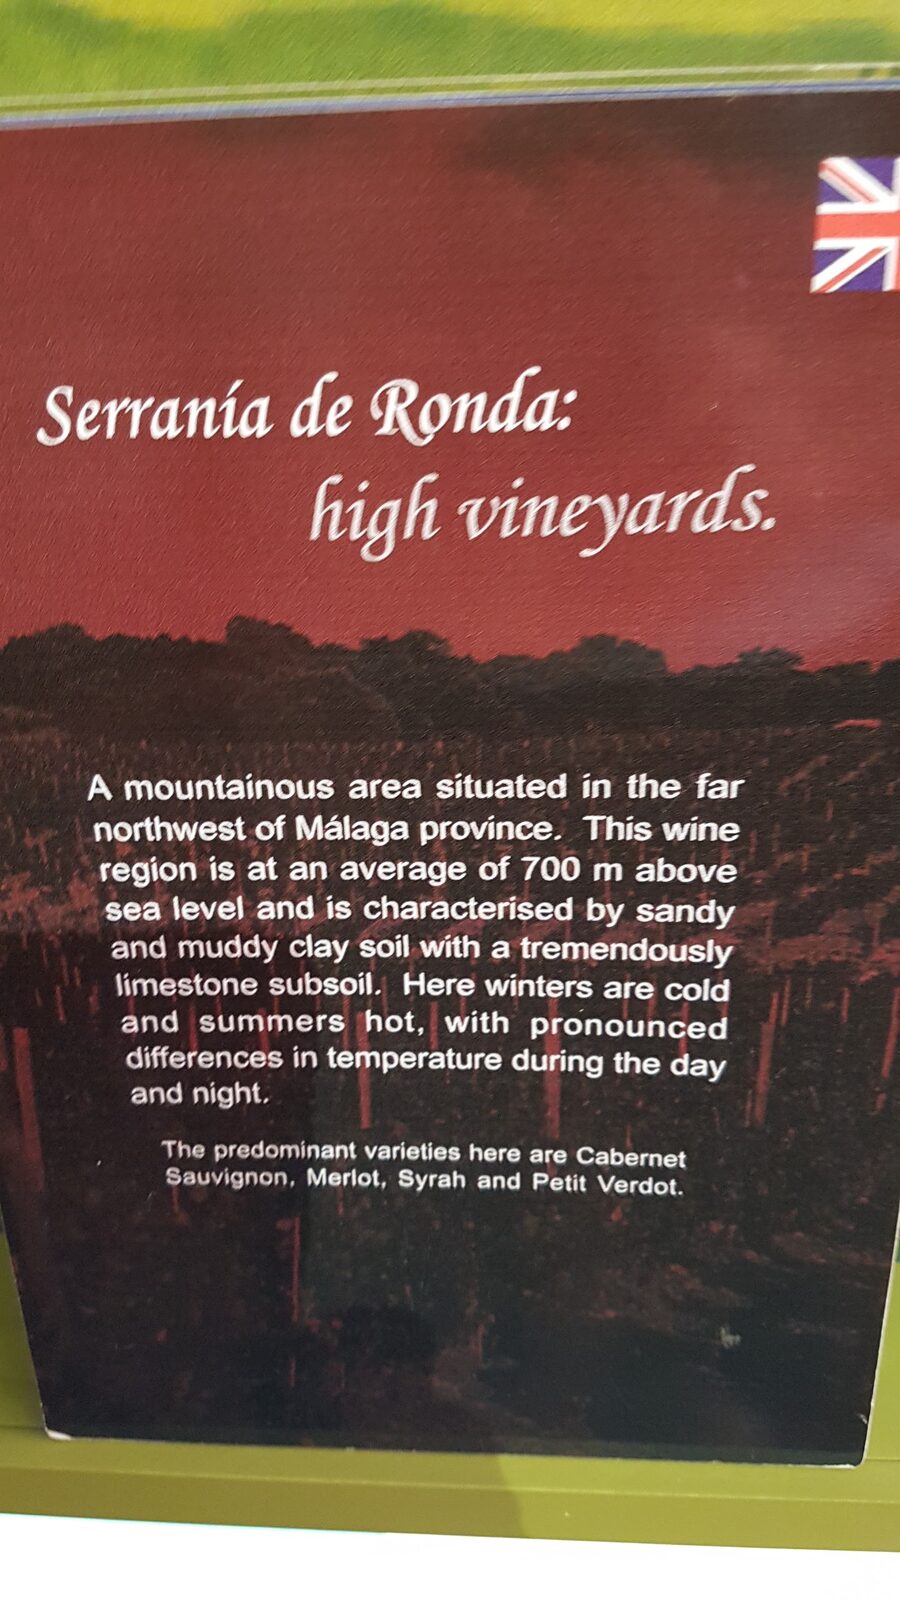 Serranía de Ronda:
high vineyards.
A mountainous area situated in the far
northwest of Málaga province. This wine
region is at an average of 700 m above
sea level and is characterised by sandy
and muddy clay soil with a tremendously
limestone subsoil. Here winters are cold
and summers hot, with pronounced
differences in temperature during the day
and night.
The predominant varieties here are Cabernet
Sauvignon, Merlot, Syrah and Petit Verdot.